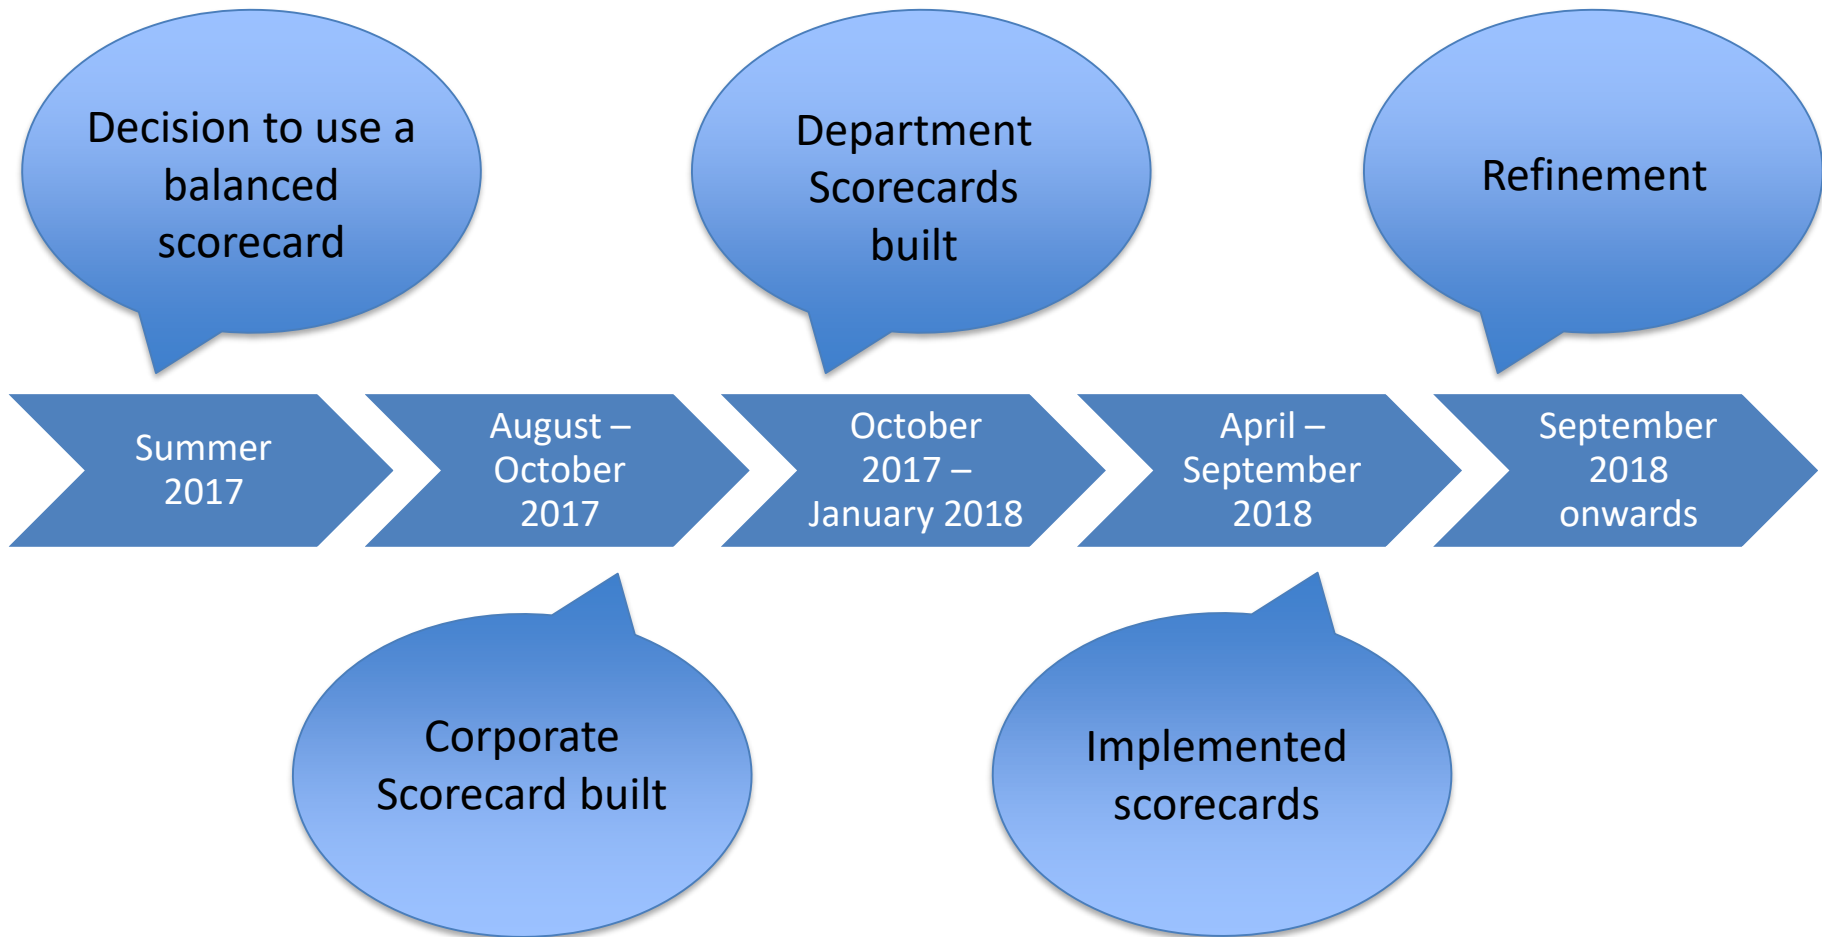 Decision to use a
balanced
scorecard
Department
Scorecards
built
Refinement
Summer
2017
August –
October
2017
October
2017 –
January 2018
April –
September
2018
September
2018
onwards
Corporate
Scorecard built
Implemented
scorecards